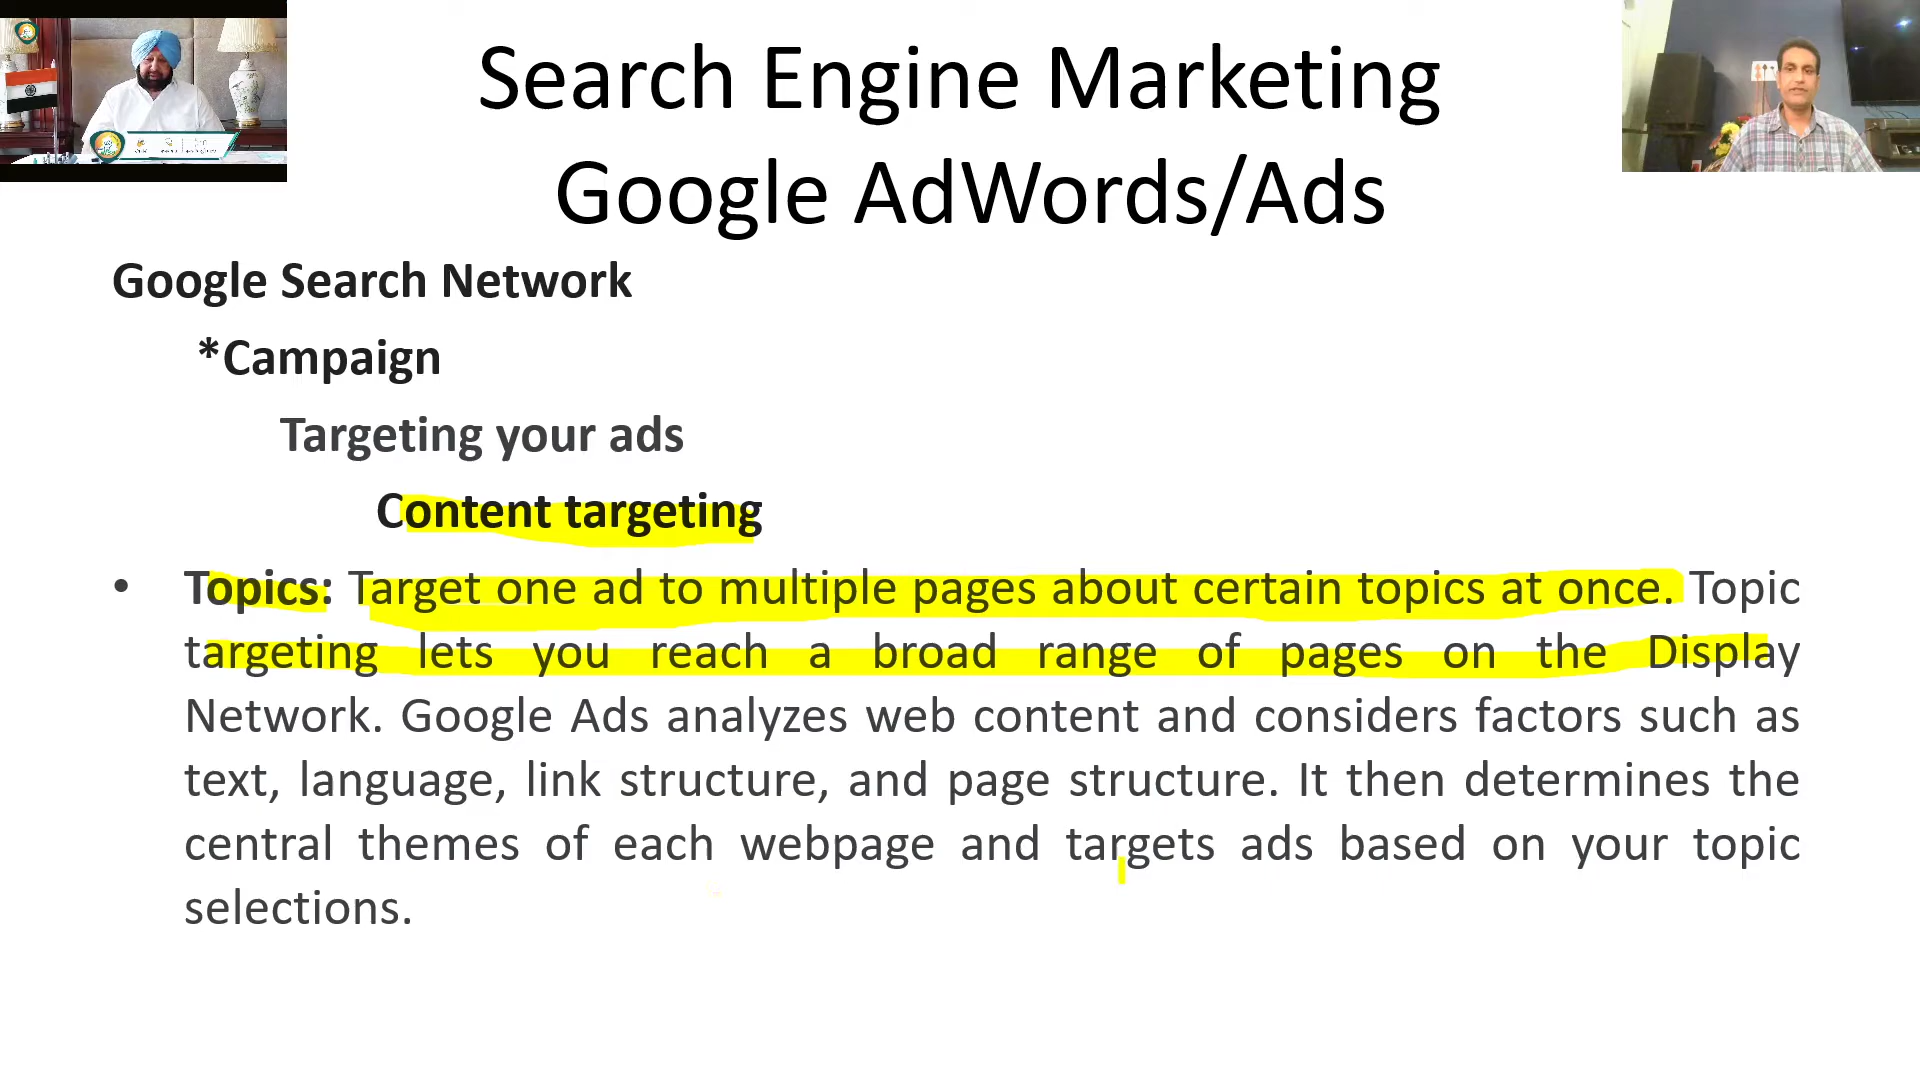 Search Engine Marketing
Google AdWords/Ads
Google Search Network
*Campaign
Targeting your ads
Content targeting
• Topics: Target one ad to multiple pages about certain topics at once. Topic
targeting lets you reach a broad range of pages on the Display
Network. Google Ads analyzes web content and considers factors such as
text, language, link structure, and page structure. It then determines the
central themes of each webpage and targets ads based on your topic
selections.